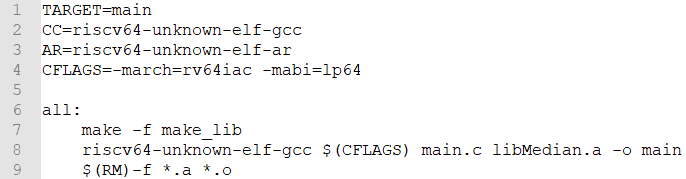 1 TARGET=main
2 CC=riscv64-unknown-elf-gcc
3 AR=riscv64-unknown-elf-ar
4 CFLAGS=-march=rv64iac -mabi=lp64
5
6 all:
7 make -f make_lib
8 riscv64-unknown-elf-gcc $(CFLAGS) main.c libMedian.a -o main
9 $(RM)-f *.a *.o